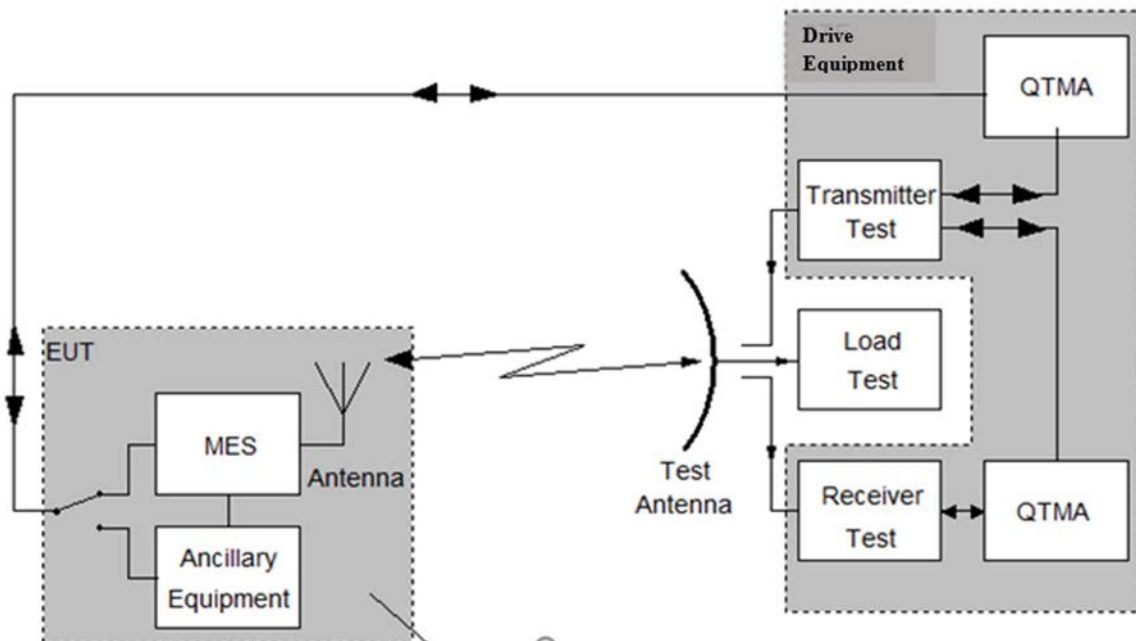 Drive
Equipment
QTMA
Transmitter
Test
EUT
Load
Test
MES
Antenna
Test
Antenna
Receiver
Test
QTMA
Ancillary
Equipment